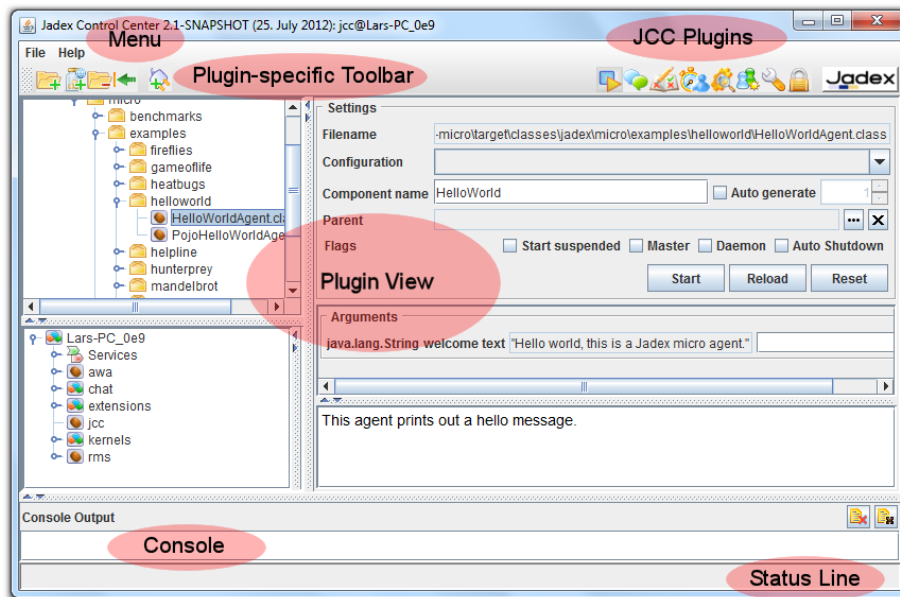 Jadex Control Center 2.1-SNAPSHOT (25. July 2012): jcc@Lars-PC_0e9
Menu
JCC Plugins
File Help
Plugin-specific Toolbar
Jadex
micro
benchmarks
examples
fireflies
gameoflife
heatbugs
helloworld
HelloWorldAgent.cla
PojoHelloWorldAge
helpline
hunterprey
mandelbrot
Settings
Filename -micro\target\classes\jadex\micro\examples\helloworld\HelloWorldAgent.class
Configuration
Component name HelloWorld Auto generate 1
Parent ...
Flags Start suspended Master Daemon Auto Shutdown
Plugin View
Start Reload Reset
Arguments
java.lang.String welcome text "Hello world, this is a Jadex micro agent."
Lars-PC_0e9
Services
awa
chat
extensions
jcc
kernels
rms
This agent prints out a hello message.
Console Output
Console
Status Line